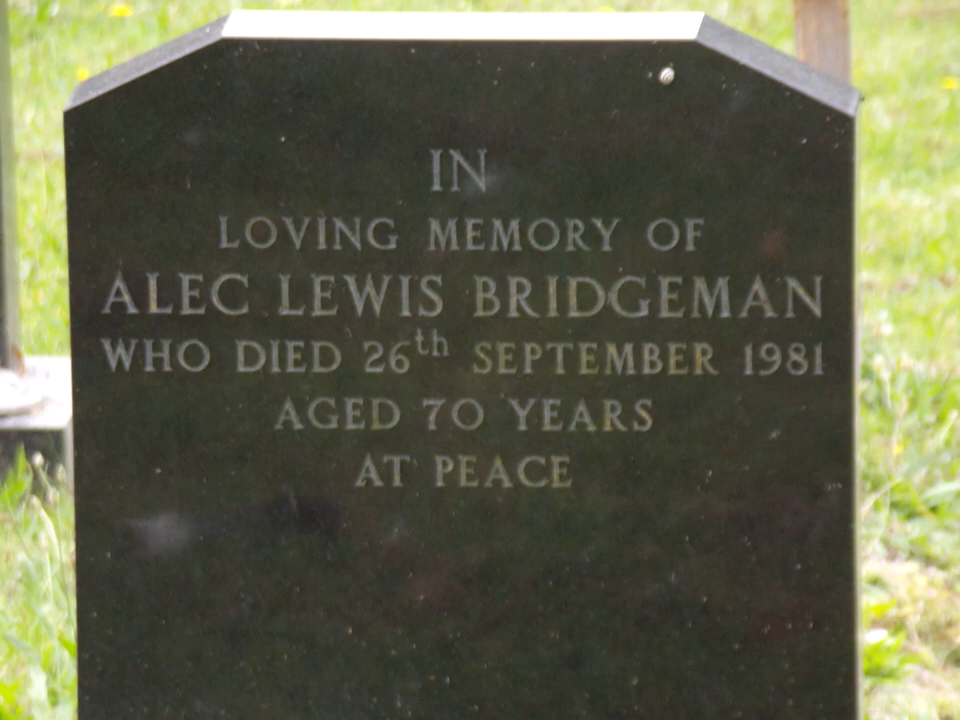 IN
LOVING MEMORY OF
ALEC LEWIS BRIDGEMAN
WHO DIED 26th SEPTEMBER 1981
AGED 70 YEARS
AT PEACE